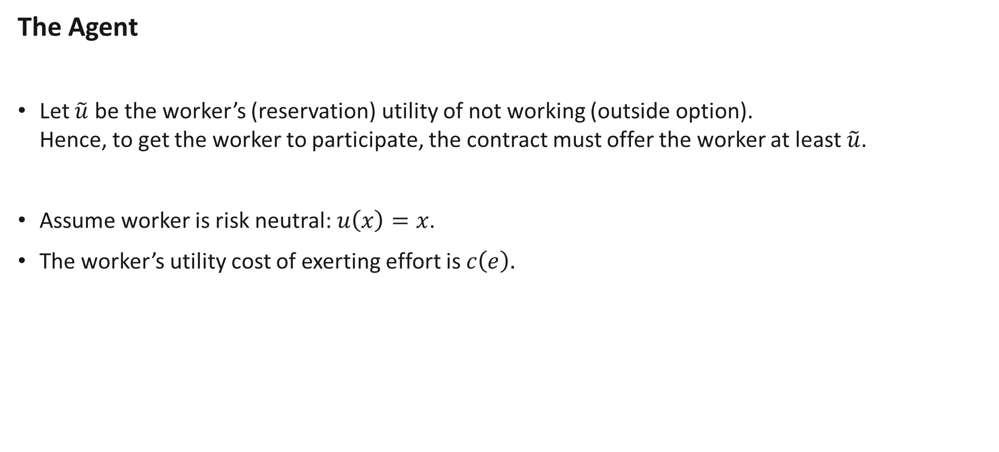 The Agent
• Let ũ be the worker’s (reservation) utility of not working (outside option).
Hence, to get the worker to participate, the contract must offer the worker at least ũ.
• Assume worker is risk neutral: u(x) = x.
• The worker’s utility cost of exerting effort is c(e).